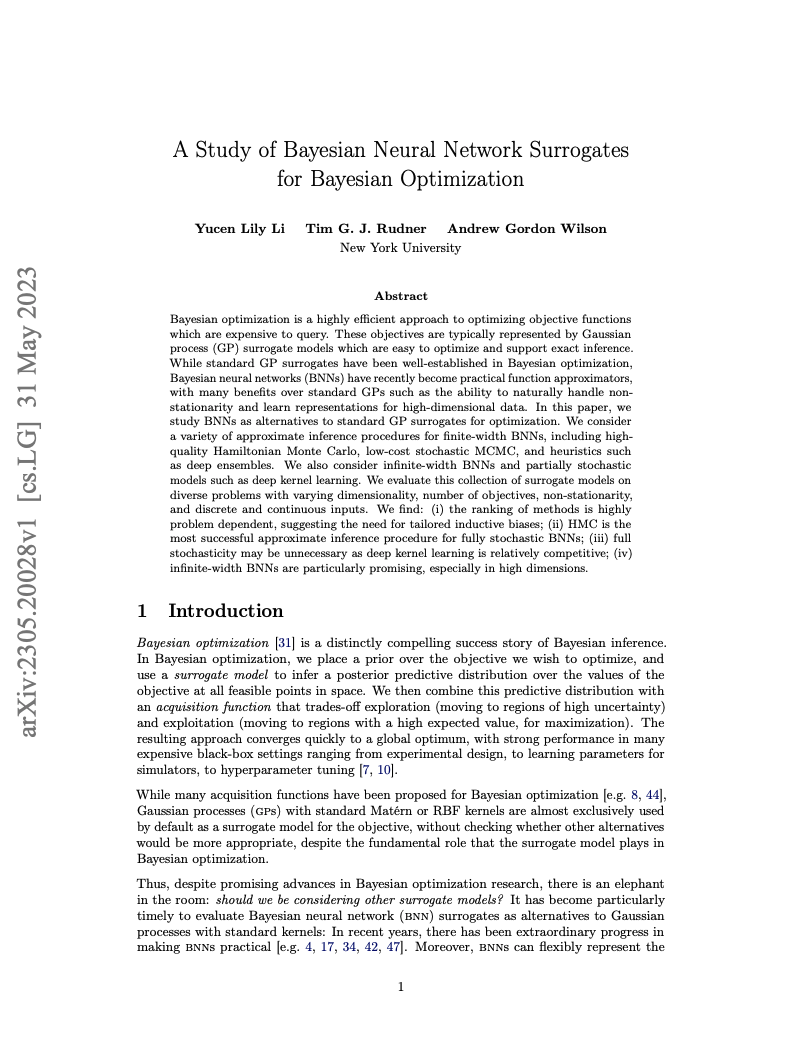 A Study of Bayesian Neural Network Surrogates
for Bayesian Optimization
Yucen Lily Li Tim G. J. Rudner Andrew Gordon Wilson
New York University
arXiv:2305.20028v1 [cs.LG] 31 May 2023
Abstract
Bayesian optimization is a highly efficient approach to optimizing objective functions
which are expensive to query. These objectives are typically represented by Gaussian
process (GP) surrogate models which are easy to optimize and support exact inference.
While standard GP surrogates have been well-established in Bayesian optimization,
Bayesian neural networks (BNNs) have recently become practical function approximators,
with many benefits over standard GPs such as the ability to naturally handle non-
stationarity and learn representations for high-dimensional data. In this paper, we
study BNNs as alternatives to standard GP surrogates for optimization. We consider
a variety of approximate inference procedures for finite-width BNNs, including high-
quality Hamiltonian Monte Carlo, low-cost stochastic MCMC, and heuristics such
as deep ensembles. We also consider infinite-width BNNs and partially stochastic
models such as deep kernel learning. We evaluate this collection of surrogate models on
diverse problems with varying dimensionality, number of objectives, non-stationarity,
and discrete and continuous inputs. We find: (i) the ranking of methods is highly
problem dependent, suggesting the need for tailored inductive biases; (ii) HMC is the
most successful approximate inference procedure for fully stochastic BNNs; (iii) full
stochasticity may be unnecessary as deep kernel learning is relatively competitive; (iv)
infinite-width BNNs are particularly promising, especially in high dimensions.
1 Introduction
Bayesian optimization [31] is a distinctly compelling success story of Bayesian inference.
In Bayesian optimization, we place a prior over the objective we wish to optimize, and
use a surrogate model to infer a posterior predictive distribution over the values of the
objective at all feasible points in space. We then combine this predictive distribution with
an acquisition function that trades-off exploration (moving to regions of high uncertainty)
and exploitation (moving to regions with a high expected value, for maximization). The
resulting approach converges quickly to a global optimum, with strong performance in many
expensive black-box settings ranging from experimental design, to learning parameters for
simulators, to hyperparameter tuning [7, 10].
While many acquisition functions have been proposed for Bayesian optimization [e.g. 8, 44],
Gaussian processes (GPs) with standard Matérn or RBF kernels are almost exclusively used
by default as a surrogate model for the objective, without checking whether other alternatives
would be more appropriate, despite the fundamental role that the surrogate model plays in
Bayesian optimization.
Thus, despite promising advances in Bayesian optimization research, there is an elephant
in the room: should we be considering other surrogate models? It has become particularly
timely to evaluate Bayesian neural network (BNN) surrogates as alternatives to Gaussian
processes with standard kernels: In recent years, there has been extraordinary progress in
making BNNs practical [e.g. 4, 17, 34, 42, 47]. Moreover, BNNs can flexibly represent the
1